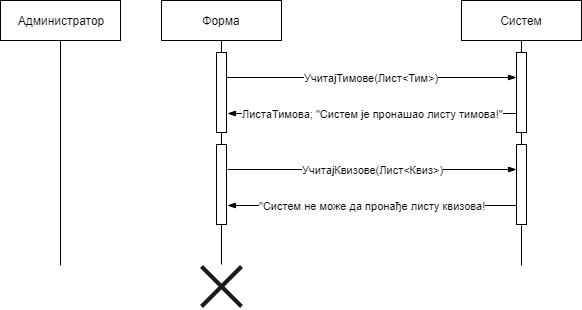 Администратор
Форма
Систем
УчитајТимове(Лист<Тим>)
ЛистаТимова; "Систем је пронашао листу тимова!"
УчитајКвизове(Лист<Квиз>)
"Систем не може да пронађе листу квизова!